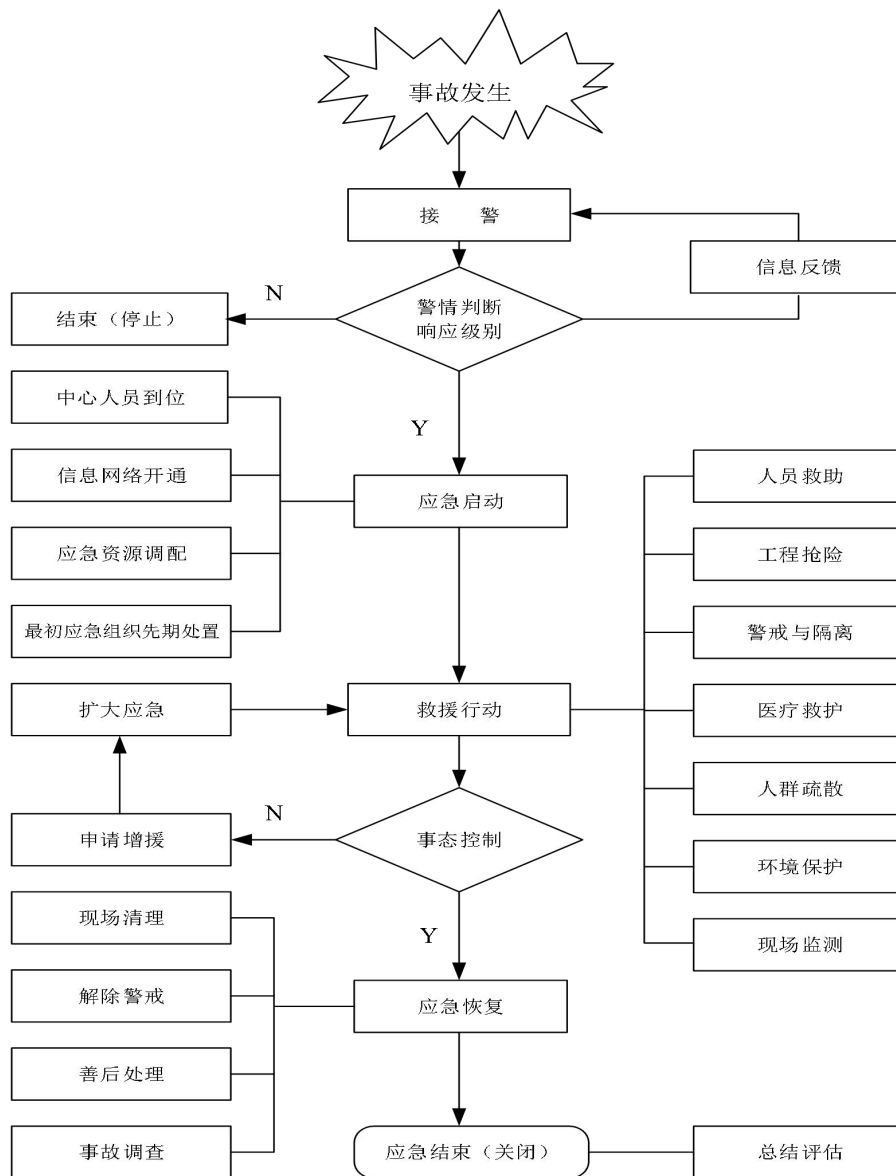 事故发生
接 警
信息反馈
N
结束（停止）
警情判断
响应级别
中心人员到位
Y
信息网络开通
应急启动
人员救助
应急资源调配
工程抢险
最初应急组织先期处置
警戒与隔离
扩大应急
救援行动
医疗救护
人群疏散
N
申请增援
事态控制
环境保护
现场清理
Y
现场监测
解除警戒
应急恢复
善后处理
事故调查
应急结束（关闭）
总结评估